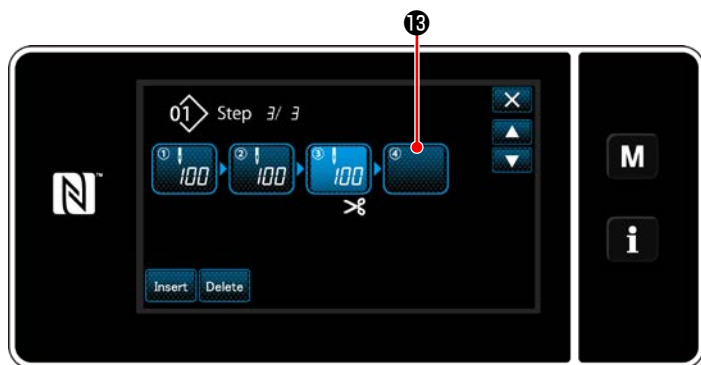 ⓭
01 Step 3/ 3
① 100 ② 100 ③ 100 ④
M
i
Insert Delete